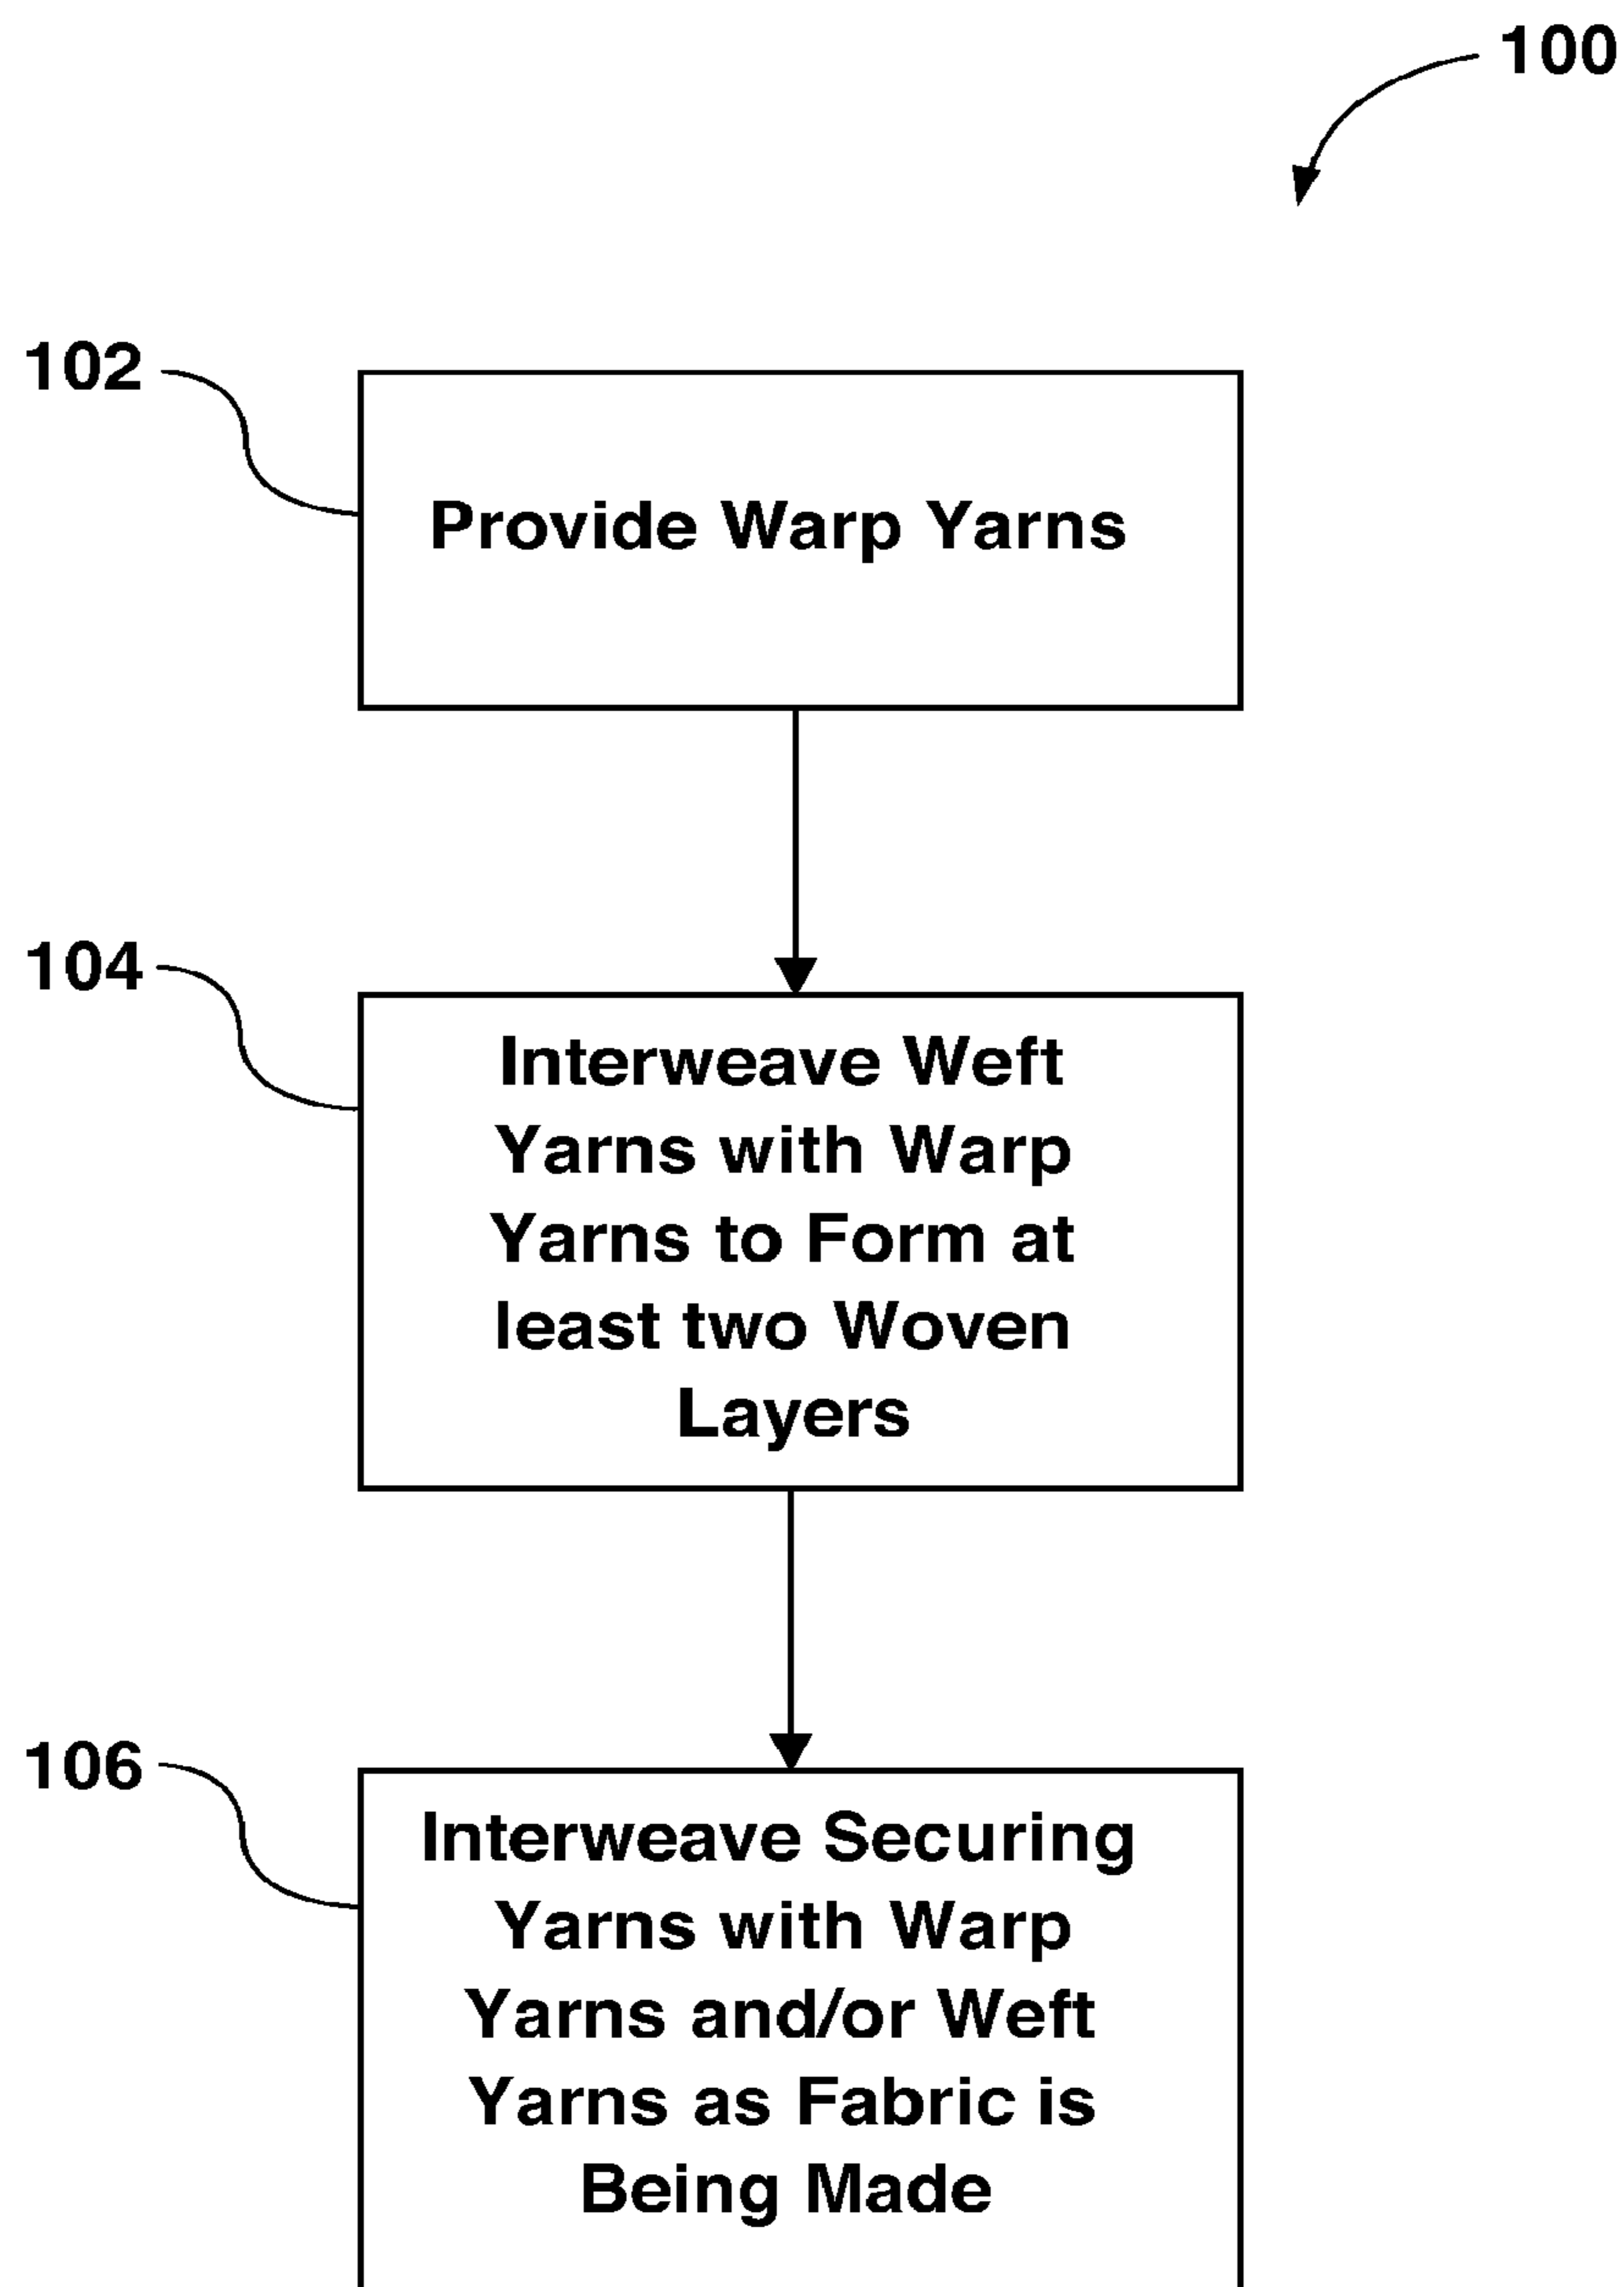 100
102
Provide Warp Yarns
104
Interweave Weft
Yarns with Warp
Yarns to Form at
least two Woven
Layers
106
Interweave Securing
Yarns with Warp
Yarns and/or Weft
Yarns as Fabric is
Being Made